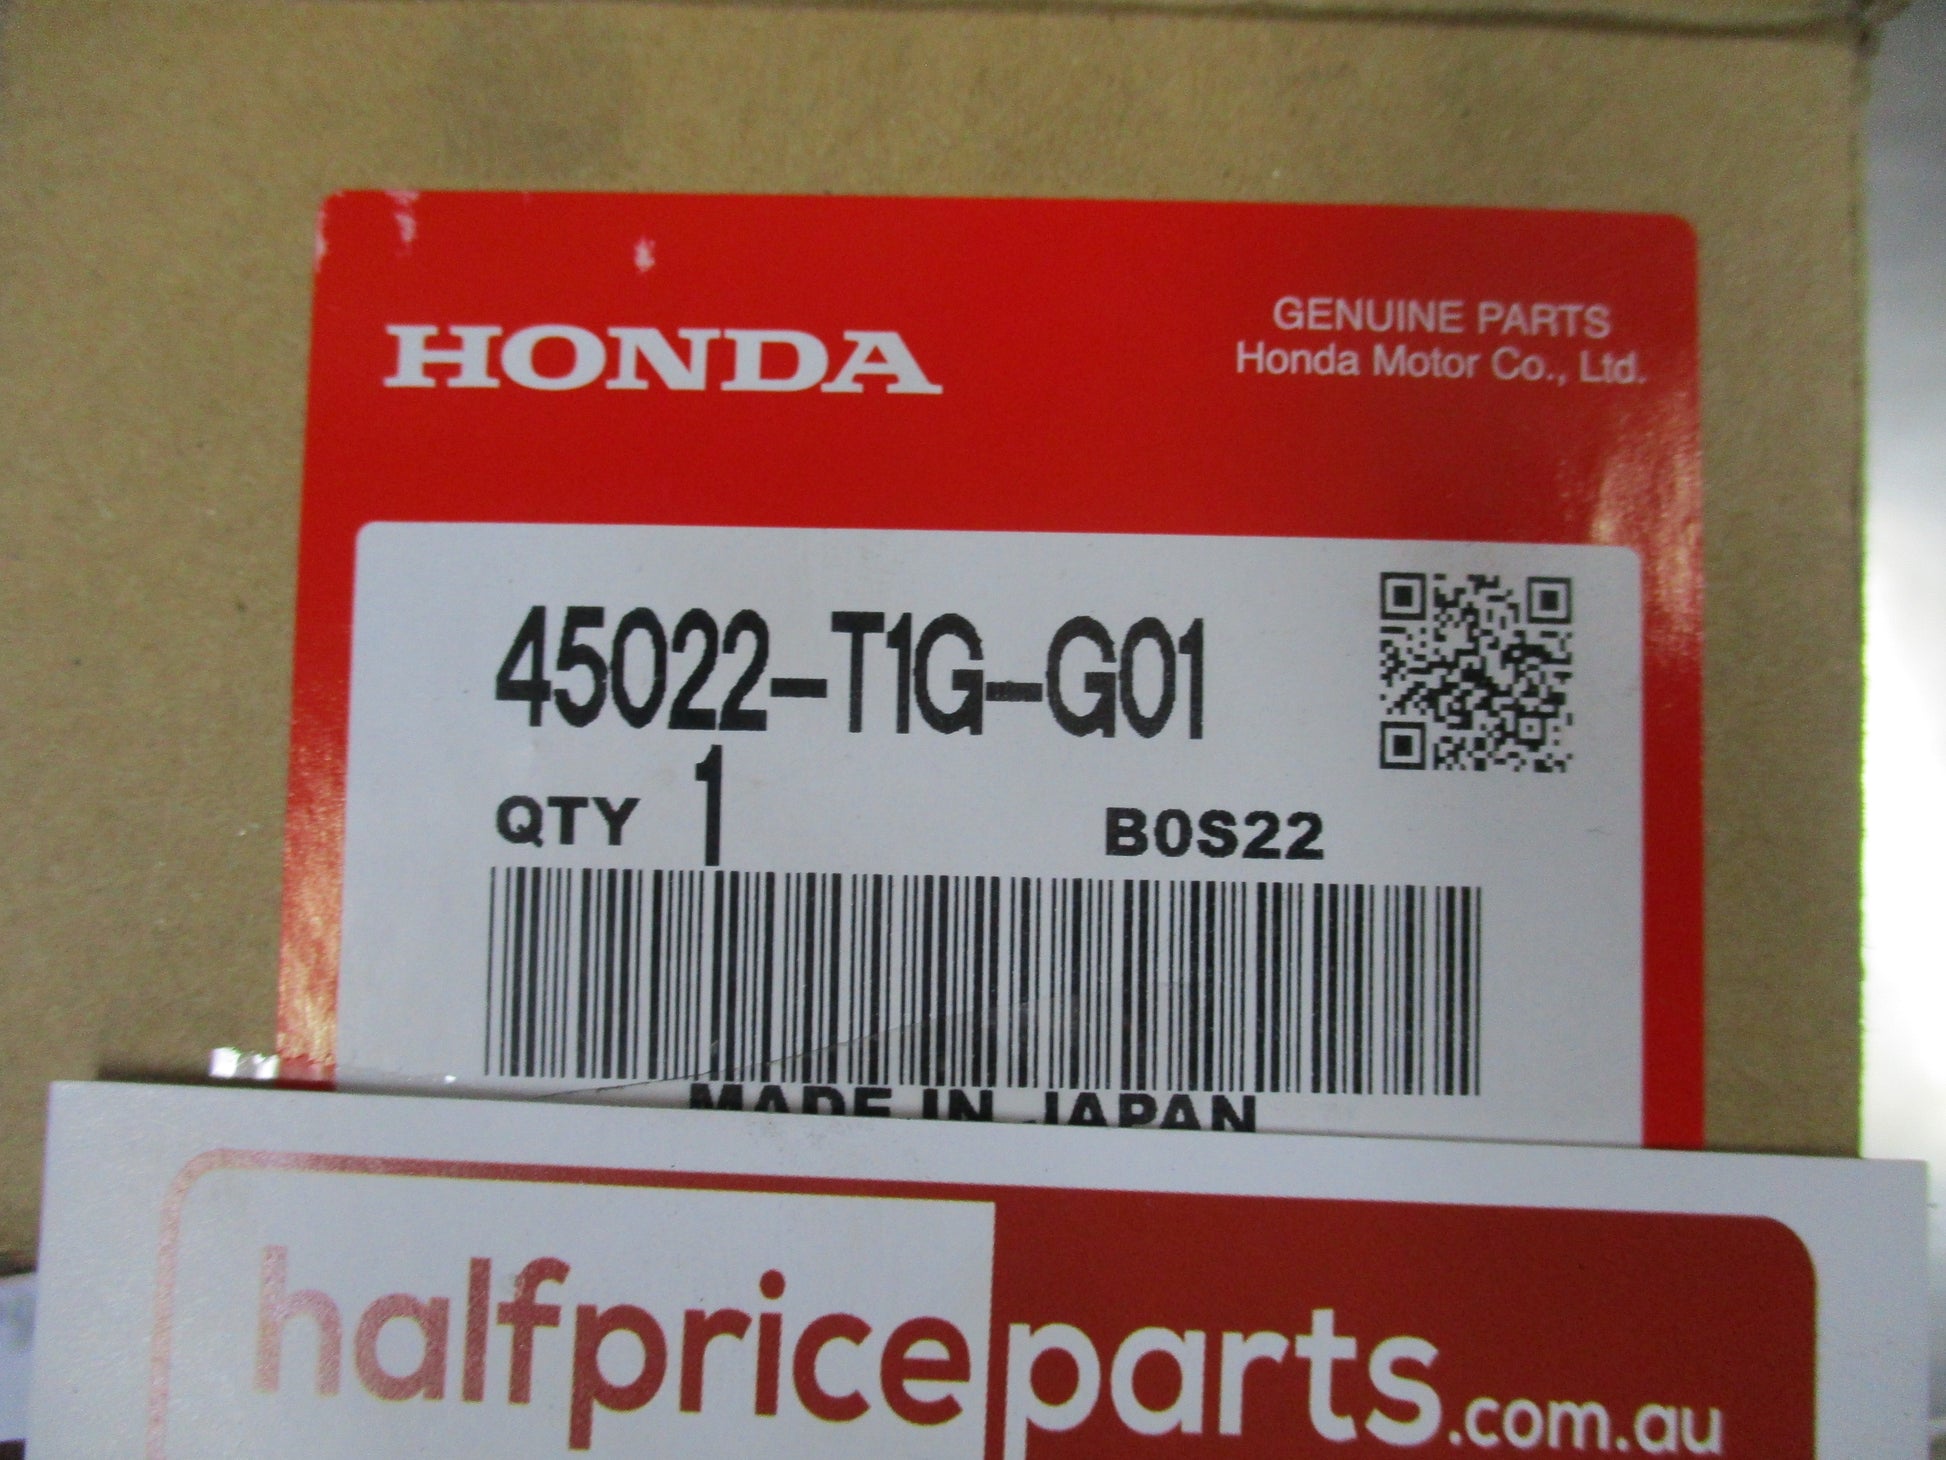 HONDA
GENUINE PARTS
Honda Motor Co., Ltd.
45022-T1G-G01
QTY 1
B0S22
MADE IN JAPAN
halfpriceparts.com.au